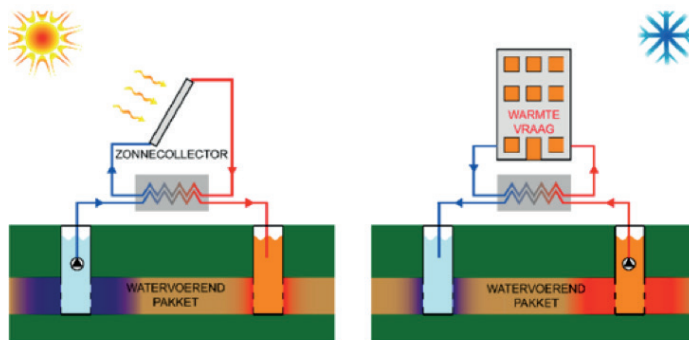 ZONNECOLLECTOR
WATERVOEREND
PAKKET
WARMTE
VRAAG
WATERVOEREND
PAKKET